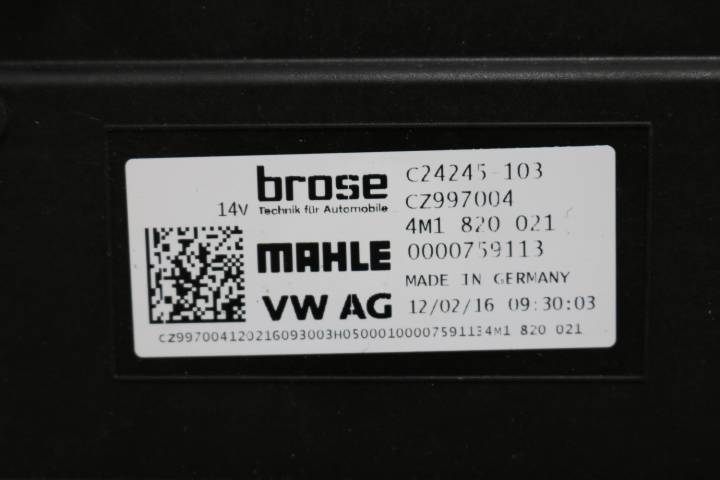 brose
14V Technik für Automobile
MAHLE
VW AG
C24245-103
CZ997004
4M1 820 021
0000759113
MADE IN GERMANY
12/02/16 09:30:03
CZ997004120216093003H05000100007591134M1 820 021